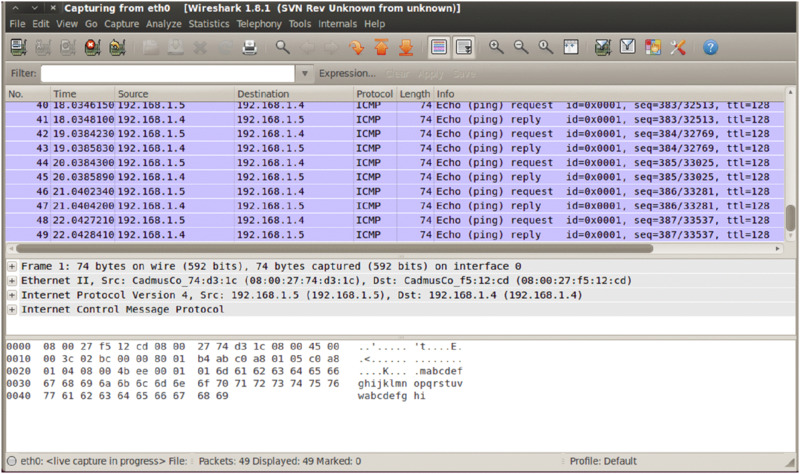 Capturing from eth0 [Wireshark 1.8.1 (SVN Rev Unknown from unknown)]
File Edit View Go Capture Analyze Statistics Telephony Tools Internals Help
Filter: Expression... Clear Apply Save
No. Time Source Destination Protocol Length Info
40 18.0346150 192.168.1.5 192.168.1.4 ICMP 74 Echo (ping) request id=0x0001, seq=383/32513, ttl=128
41 18.0348100 192.168.1.4 192.168.1.5 ICMP 74 Echo (ping) reply id=0x0001, seq=383/32513, ttl=128
42 19.0384230 192.168.1.5 192.168.1.4 ICMP 74 Echo (ping) request id=0x0001, seq=384/32769, ttl=128
43 19.0385830 192.168.1.4 192.168.1.5 ICMP 74 Echo (ping) reply id=0x0001, seq=384/32769, ttl=128
44 20.0384300 192.168.1.5 192.168.1.4 ICMP 74 Echo (ping) request id=0x0001, seq=385/33025, ttl=128
45 20.0385890 192.168.1.4 192.168.1.5 ICMP 74 Echo (ping) reply id=0x0001, seq=385/33025, ttl=128
46 21.0402340 192.168.1.5 192.168.1.4 ICMP 74 Echo (ping) request id=0x0001, seq=386/33281, ttl=128
47 21.0404200 192.168.1.4 192.168.1.5 ICMP 74 Echo (ping) reply id=0x0001, seq=386/33281, ttl=128
48 22.0427210 192.168.1.5 192.168.1.4 ICMP 74 Echo (ping) request id=0x0001, seq=387/33537, ttl=128
49 22.0428410 192.168.1.4 192.168.1.5 ICMP 74 Echo (ping) reply id=0x0001, seq=387/33537, ttl=128
Frame 1: 74 bytes on wire (592 bits), 74 bytes captured (592 bits) on interface 0
Ethernet II, Src: CadmusCo_74:d3:1c (08:00:27:74:d3:1c), Dst: CadmusCo_f5:12:cd (08:00:27:f5:12:cd)
Internet Protocol Version 4, Src: 192.168.1.5 (192.168.1.5), Dst: 192.168.1.4 (192.168.1.4)
Internet Control Message Protocol
0000 08 00 27 f5 12 cd 08 00 27 74 d3 1c 08 00 45 00 ..'..... 't....E.
0010 00 3c 02 bc 00 00 80 01 b4 ab c0 a8 01 05 c0 a8 .<...... ........
0020 01 04 08 00 4b ee 00 01 01 6d 61 62 63 64 65 66 ....K... .mabcdef
0030 67 68 69 6a 6b 6c 6d 6e 6f 70 71 72 73 74 75 76 ghijklmn opqrstuv
0040 77 61 62 63 64 65 66 67 68 69 wabcdefg hi
eth0: <live capture in progress> File: Packets: 49 Displayed: 49 Marked: 0 Profile: Default